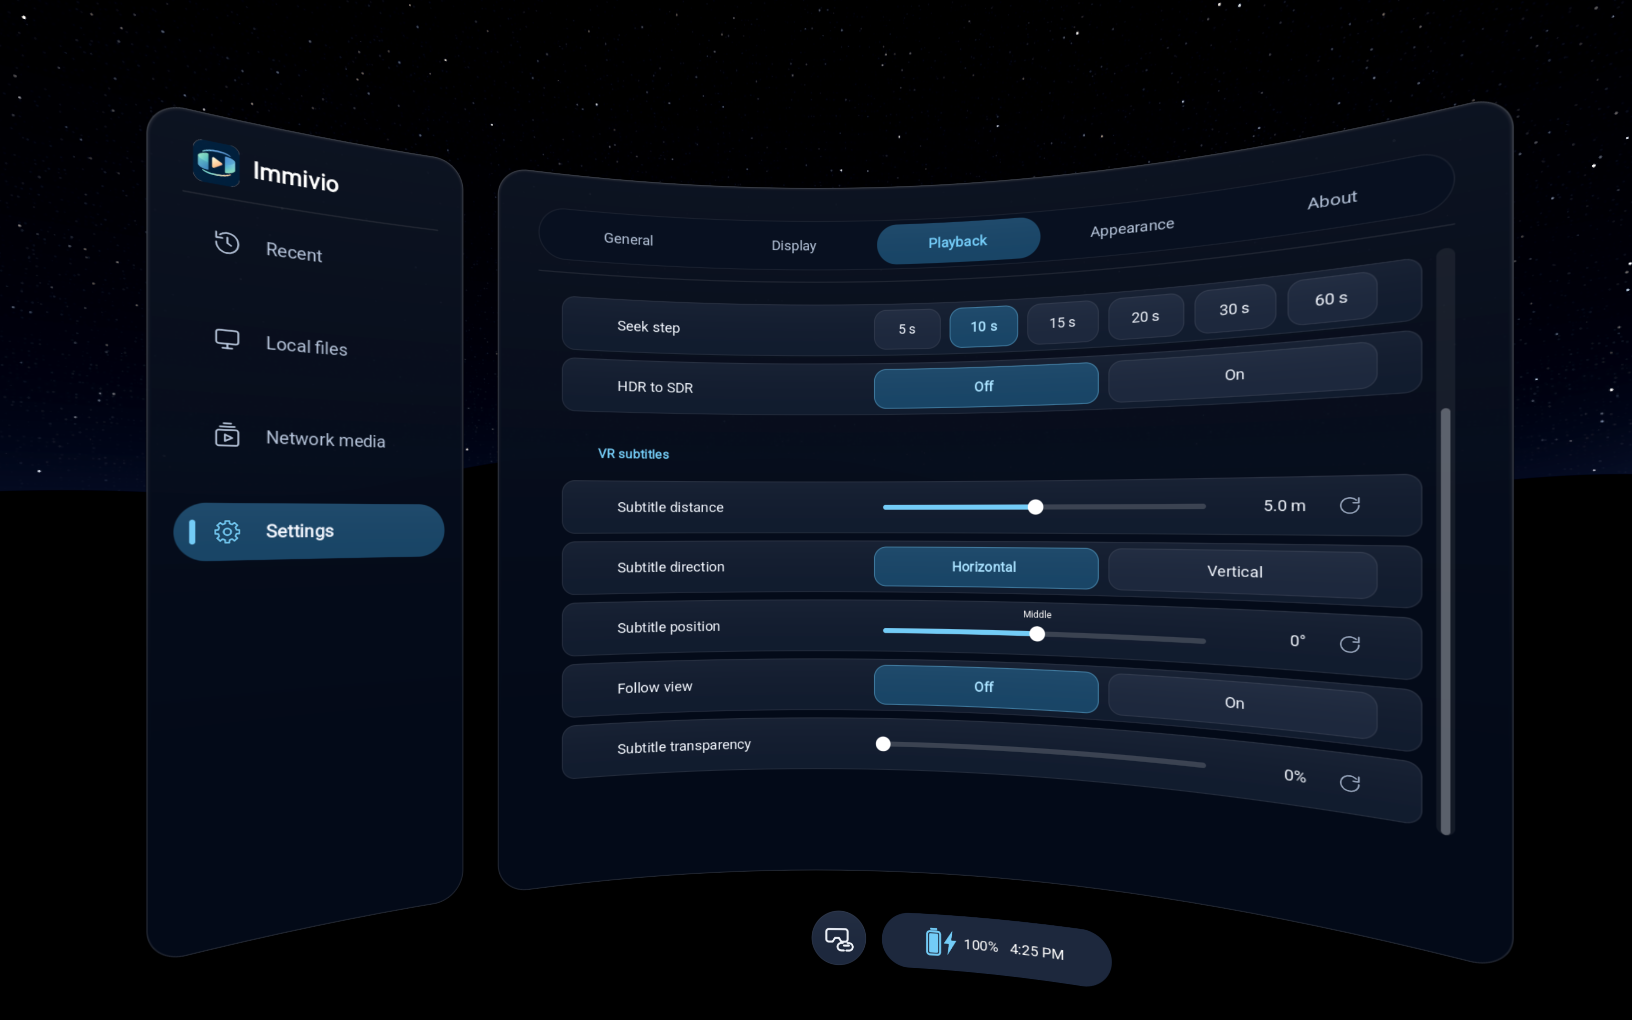 Immivio
Recent
Local files
Network media
Settings
General
Display
Playback
Appearance
About
Seek step
5 s
10 s
15 s
20 s
30 s
60 s
HDR to SDR
Off
On
VR subtitles
Subtitle distance
5.0 m
Subtitle direction
Horizontal
Vertical
Subtitle position
Middle
0°
Follow view
Off
On
Subtitle transparency
0%
100%
4:25 PM